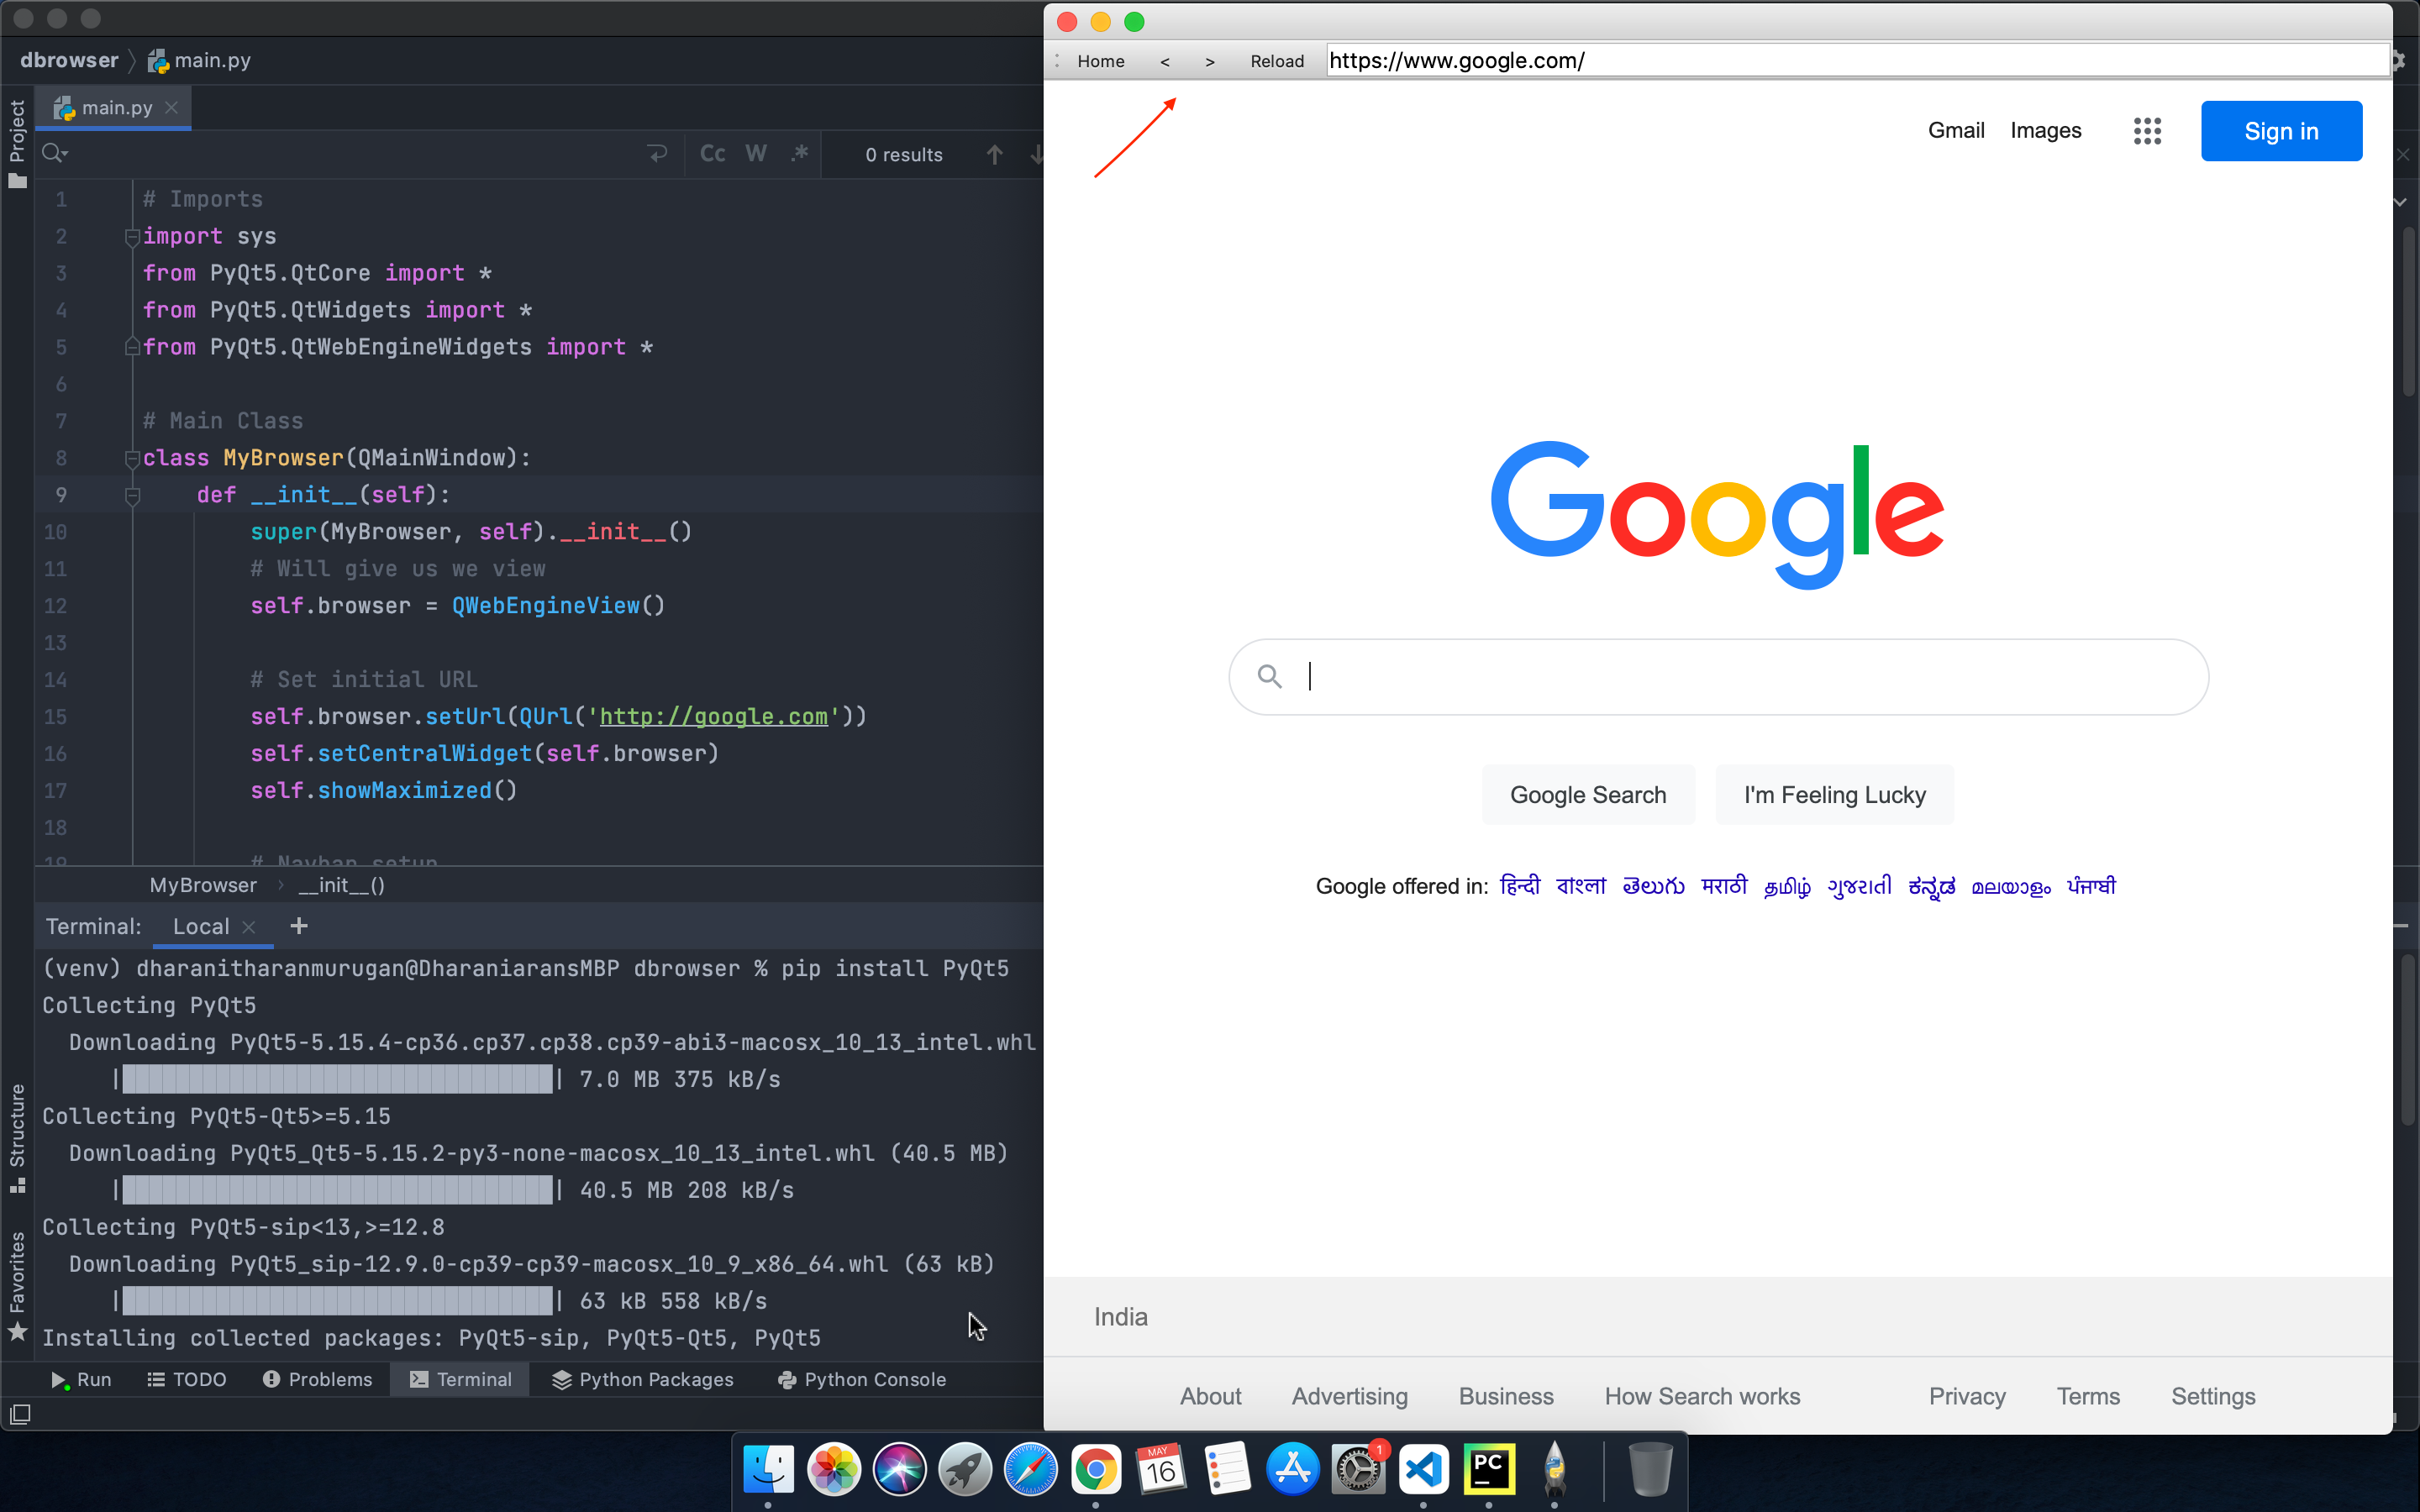 dbrowser main.py
Project
main.py
Cc W .* 0 results
1 # Imports
2 import sys
3 from PyQt5.QtCore import *
4 from PyQt5.QtWidgets import *
5 from PyQt5.QtWebEngineWidgets import *
6
7 # Main Class
8 class MyBrowser(QMainWindow):
9 def __init__(self):
10 super(MyBrowser, self).__init__()
11 # Will give us we view
12 self.browser = QWebEngineView()
13
14 # Set initial URL
15 self.browser.setUrl(QUrl('http://google.com'))
16 self.setCentralWidget(self.browser)
17 self.showMaximized()
18
19 # Navbar setup
MyBrowser > __init__()
Terminal: Local +
(venv) dharanitharanmurugan@DharaniaransMBP dbrowser % pip install PyQt5
Collecting PyQt5
Downloading PyQt5-5.15.4-cp36.cp37.cp38.cp39-abi3-macosx_10_13_intel.whl
7.0 MB 375 kB/s
Collecting PyQt5-Qt5>=5.15
Downloading PyQt5_Qt5-5.15.2-py3-none-macosx_10_13_intel.whl (40.5 MB)
40.5 MB 208 kB/s
Collecting PyQt5-sip<13,>=12.8
Downloading PyQt5_sip-12.9.0-cp39-cp39-macosx_10_9_x86_64.whl (63 kB)
63 kB 558 kB/s
Installing collected packages: PyQt5-sip, PyQt5-Qt5, PyQt5
Structure
Favorites
Run TODO Problems Terminal Python Packages Python Console
Home < > Reload https://www.google.com/
Gmail Images Sign in
Google
Google Search I'm Feeling Lucky
Google offered in: हिन्दी বাংলা తెలుగు मराठी தமிழ் ગુજરાતી ಕನ್ನಡ മലയാളം ਪੰਜਾਬੀ
India
About Advertising Business How Search works Privacy Terms Settings
MAY
16
1
PC